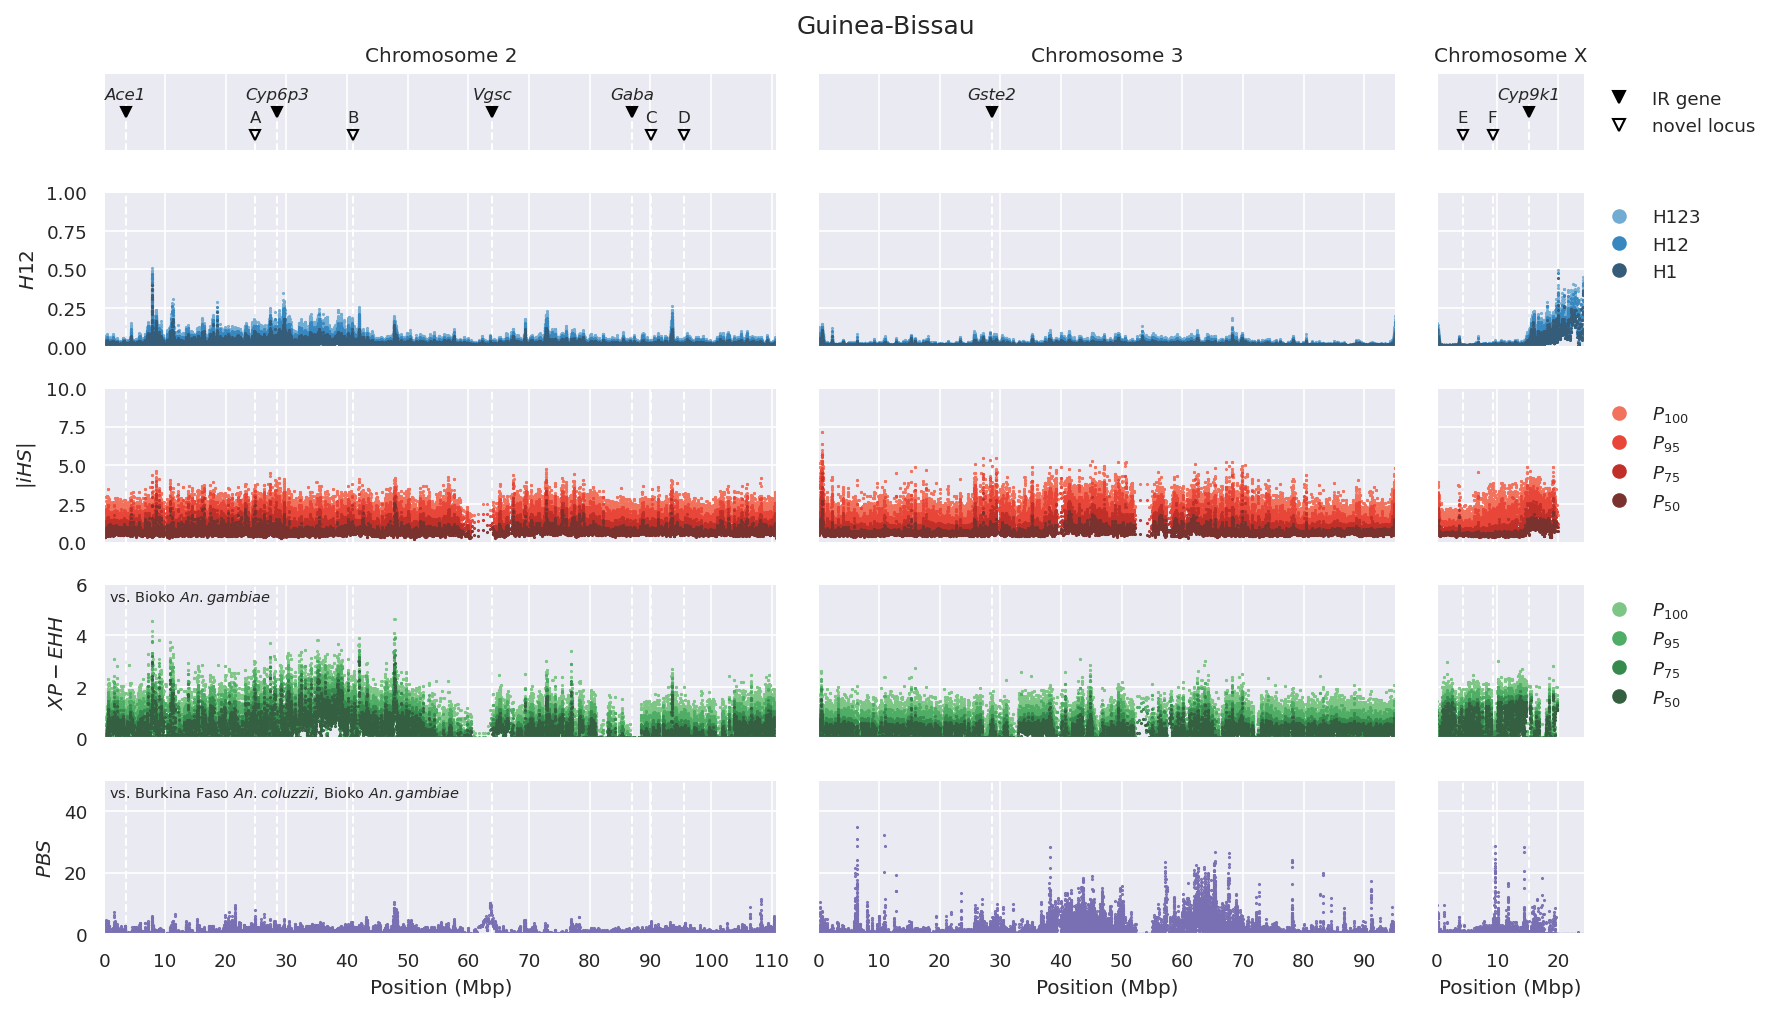 Guinea-Bissau
Chromosome 2 Chromosome 3 Chromosome X
Ace1 Cyp6p3 Vgsc Gaba Gste2 Cyp9k1
A B C D E F
IR gene
novel locus
H12
1.00
0.75
0.50
0.25
0.00
H123
H12
H1
|iHS|
10.0
7.5
5.0
2.5
0.0
P100
P95
P75
P50
XP − EHH
6
4
2
0
vs. Bioko An. gambiae
P100
P95
P75
P50
PBS
40
20
0
vs. Burkina Faso An. coluzzii, Bioko An. gambiae
0 10 20 30 40 50 60 70 80 90 100 110 0 10 20 30 40 50 60 70 80 90 0 10 20
Position (Mbp) Position (Mbp) Position (Mbp)